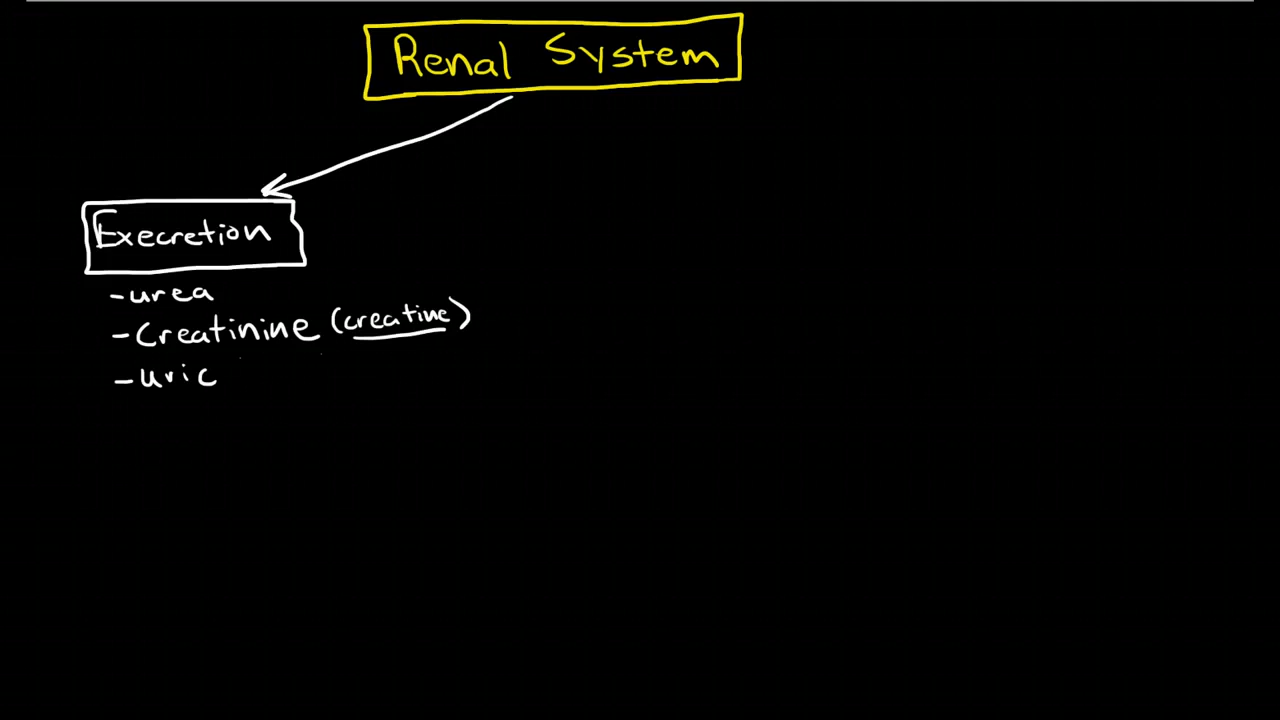 Renal System
Execretion
-urea
-Creatinine (creatine)
-uric